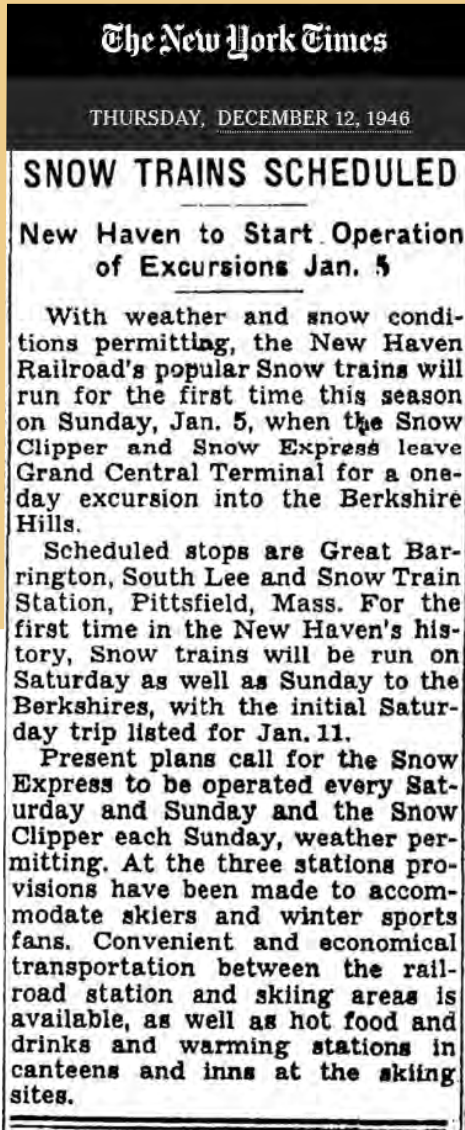 The New York Times
THURSDAY, DECEMBER 12, 1946
SNOW TRAINS SCHEDULED
New Haven to Start Operation
of Excursions Jan. 5
With weather and snow condi-
tions permitting, the New Haven
Railroad's popular Snow trains will
run for the first time this season
on Sunday, Jan. 5, when the Snow
Clipper and Snow Express leave
Grand Central Terminal for a one-
day excursion into the Berkshire
Hills.
Scheduled stops are Great Bar-
rington, South Lee and Snow Train
Station, Pittsfield, Mass. For the
first time in the New Haven's his-
tory, Snow trains will be run on
Saturday as well as Sunday to the
Berkshires, with the initial Satur-
day trip listed for Jan. 11.
Present plans call for the Snow
Express to be operated every Sat-
urday and Sunday and the Snow
Clipper each Sunday, weather per-
mitting. At the three stations pro-
visions have been made to accom-
modate skiers and winter sports
fans. Convenient and economical
transportation between the rail-
road station and skiing areas is
available, as well as hot food and
drinks and warming stations in
canteens and inns at the skiing
sites.